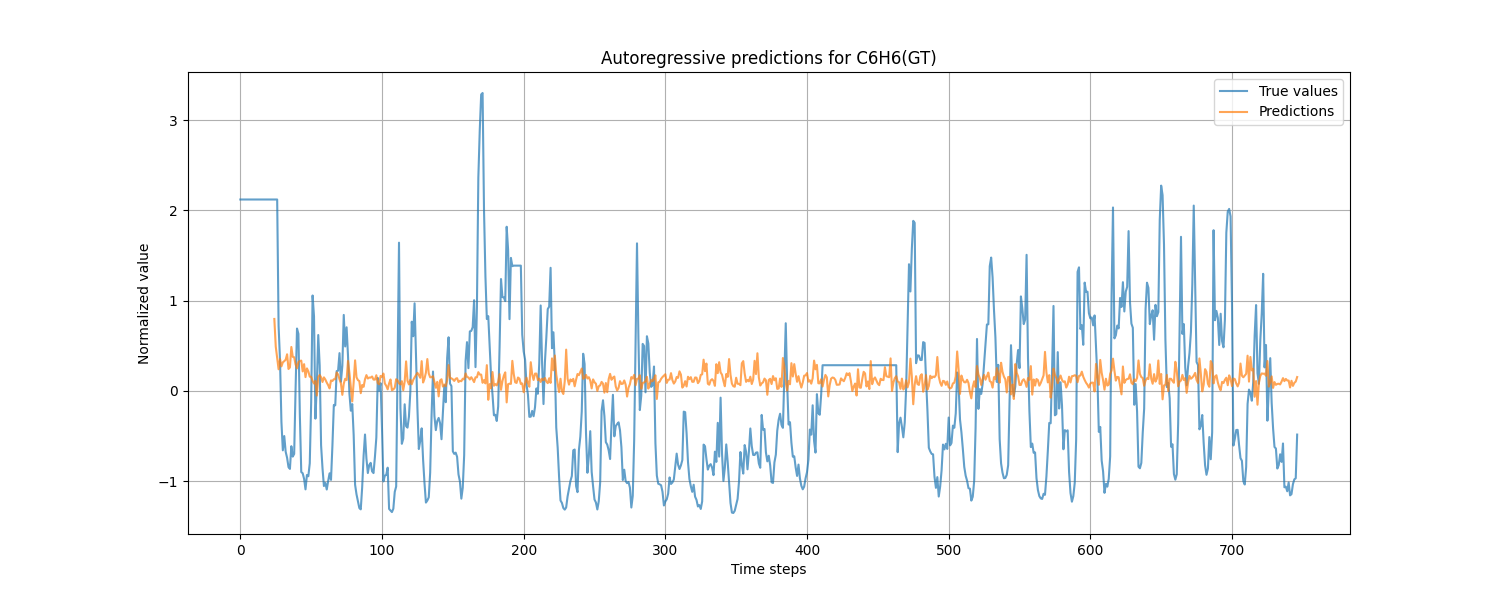 Autoregressive predictions for C6H6(GT)
True values
Predictions
Normalized value
3
2
1
0
−1
0 100 200 300 400 500 600 700
Time steps